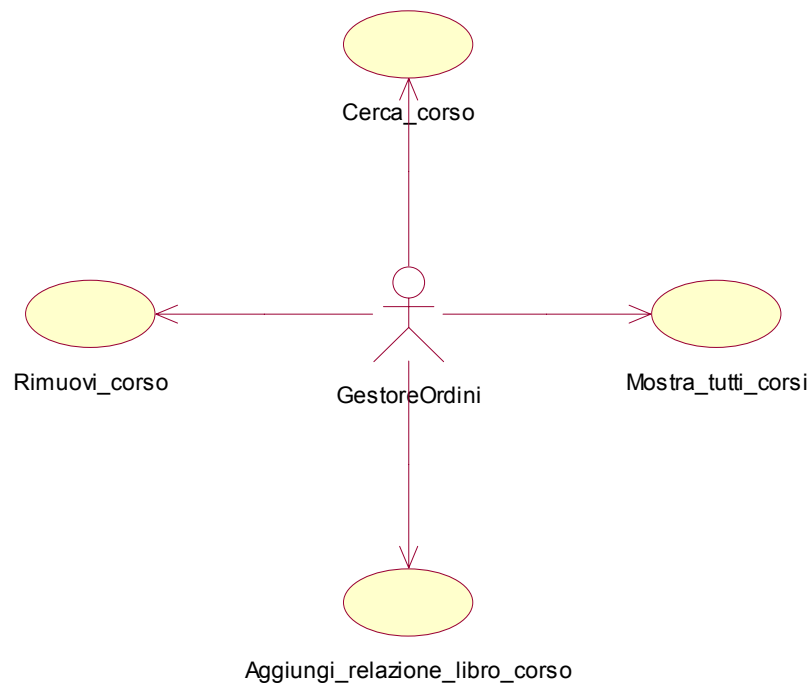 Cerca_corso
Rimuovi_corso
GestoreOrdini
Mostra_tutti_corsi
Aggiungi_relazione_libro_corso